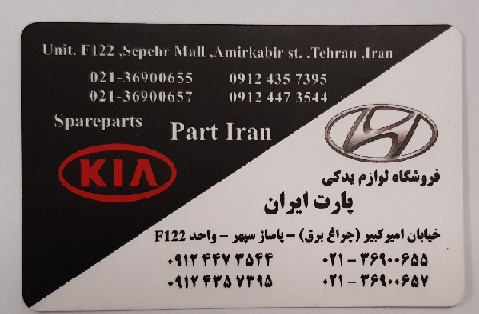 Unit. F122 ,Sepehr Mall ,Amirkabir st. ,Tehran ,Iran
021-36900655 0912 435 7395
021-36900657 0912 447 3544
Spareparts
Part Iran
KIA
فروشگاه لوازم یدکی
پارت ایران
خیابان امیرکبیر (چراغ برق) - پاساژ سپهر - واحد F122
۰۲۱ - ۳۶۹۰۰۶۵۵ ۰۹۱۲ ۴۴۷ ۳۵۴۴
۰۲۱ - ۳۶۹۰۰۶۵۷ ۰۹۱۲ ۴۳۵ ۷۳۹۵